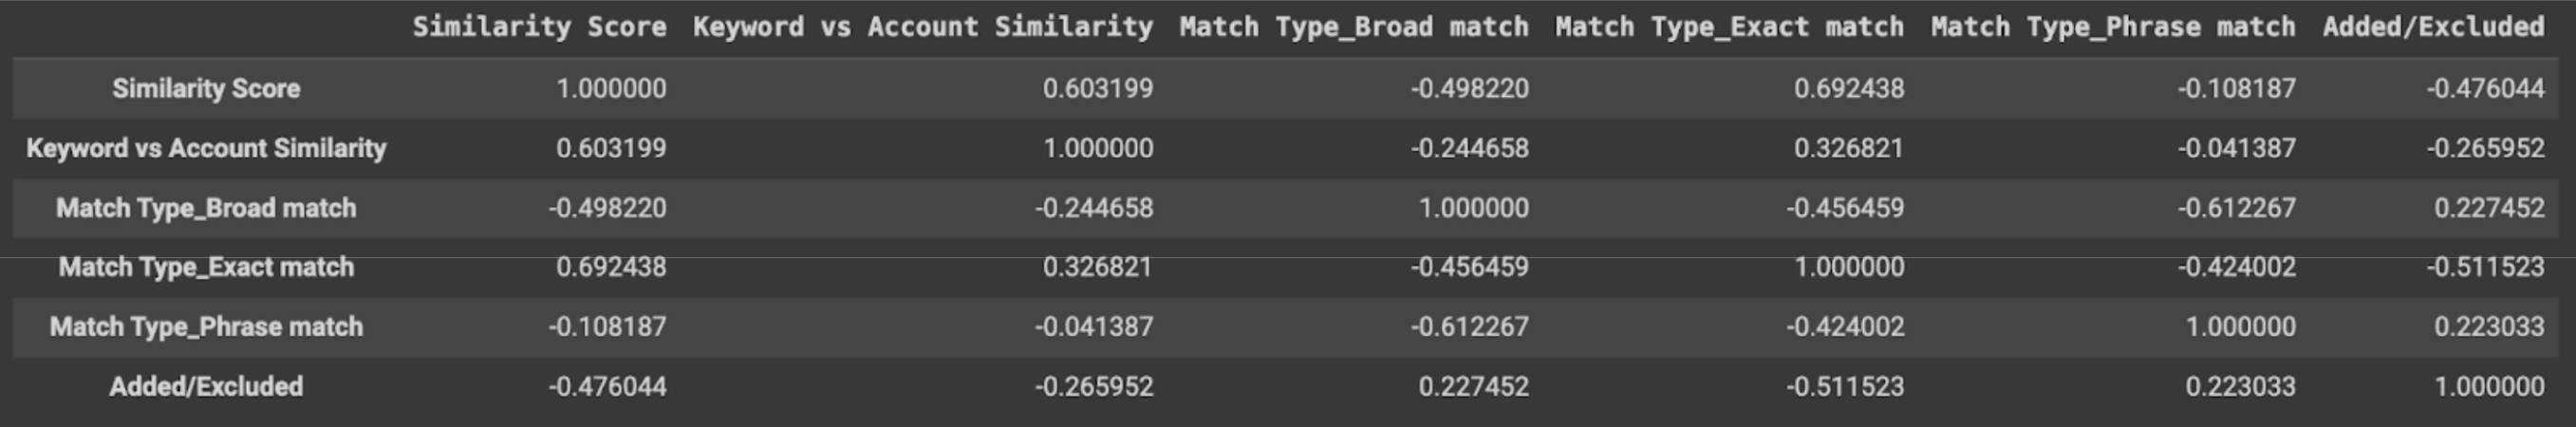 Similarity Score Keyword vs Account Similarity Match Type_Broad match Match Type_Exact match Match Type_Phrase match Added/Excluded
Similarity Score 1.000000 0.603199 -0.498220 0.692438 -0.108187 -0.476044
Keyword vs Account Similarity 0.603199 1.000000 -0.244658 0.326821 -0.041387 -0.265952
Match Type_Broad match -0.498220 -0.244658 1.000000 -0.456459 -0.612267 0.227452
Match Type_Exact match 0.692438 0.326821 -0.456459 1.000000 -0.424002 -0.511523
Match Type_Phrase match -0.108187 -0.041387 -0.612267 -0.424002 1.000000 0.223033
Added/Excluded -0.476044 -0.265952 0.227452 -0.511523 0.223033 1.000000